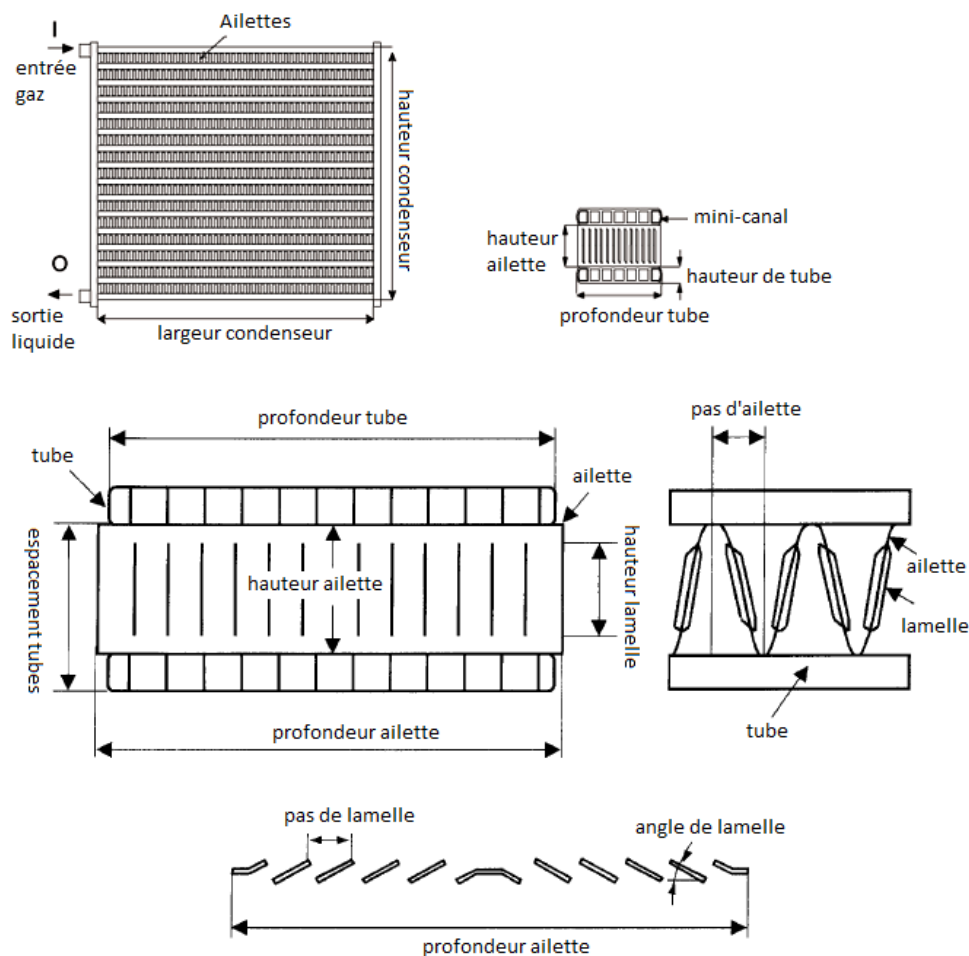 Ailettes
I
entrée
gaz
hauteur condenseur
O
sortie
liquide
largeur condenseur
mini-canal
hauteur
ailette
hauteur de tube
profondeur tube
profondeur tube
pas d'ailette
tube
ailette
espacement tubes
hauteur ailette
hauteur lamelle
ailette
lamelle
profondeur ailette
tube
pas de lamelle
angle de lamelle
profondeur ailette